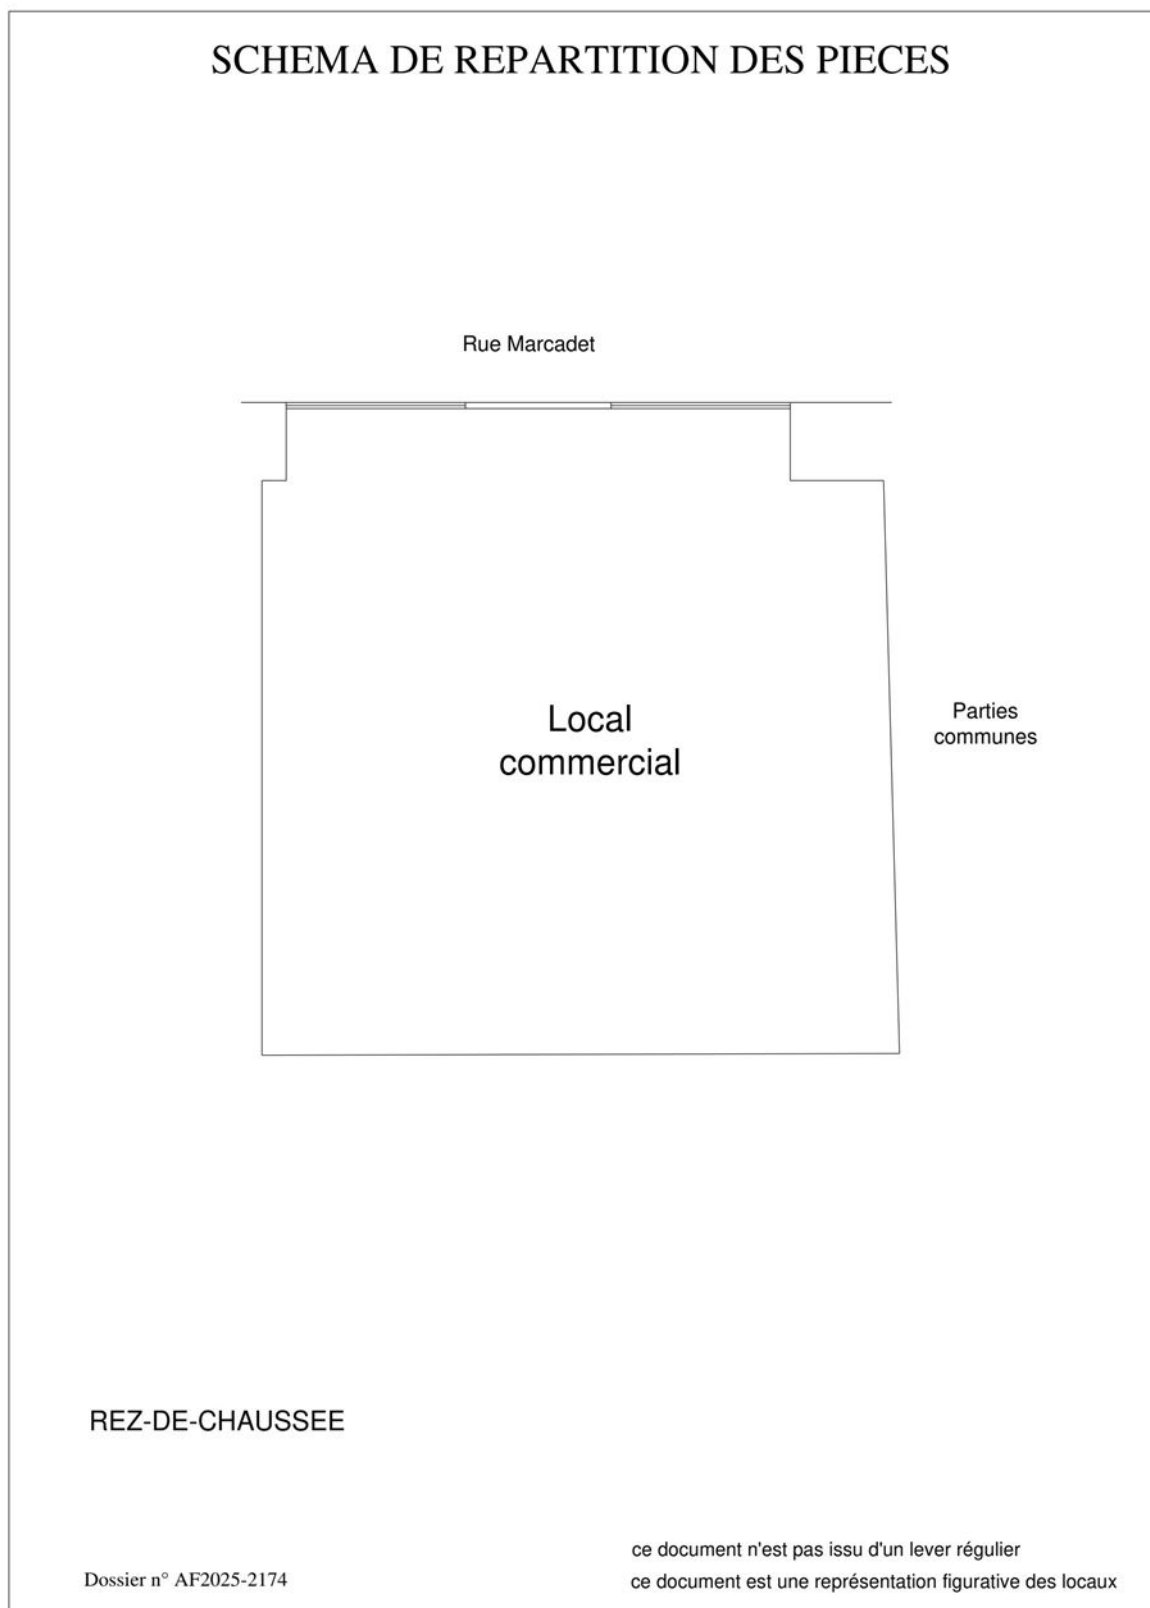 SCHEMA DE REPARTITION DES PIECES
Rue Marcadet
Local
commercial
Parties
communes
REZ-DE-CHAUSSEE
ce document n'est pas issu d'un lever régulier
Dossier n° AF2025-2174
ce document est une représentation figurative des locaux